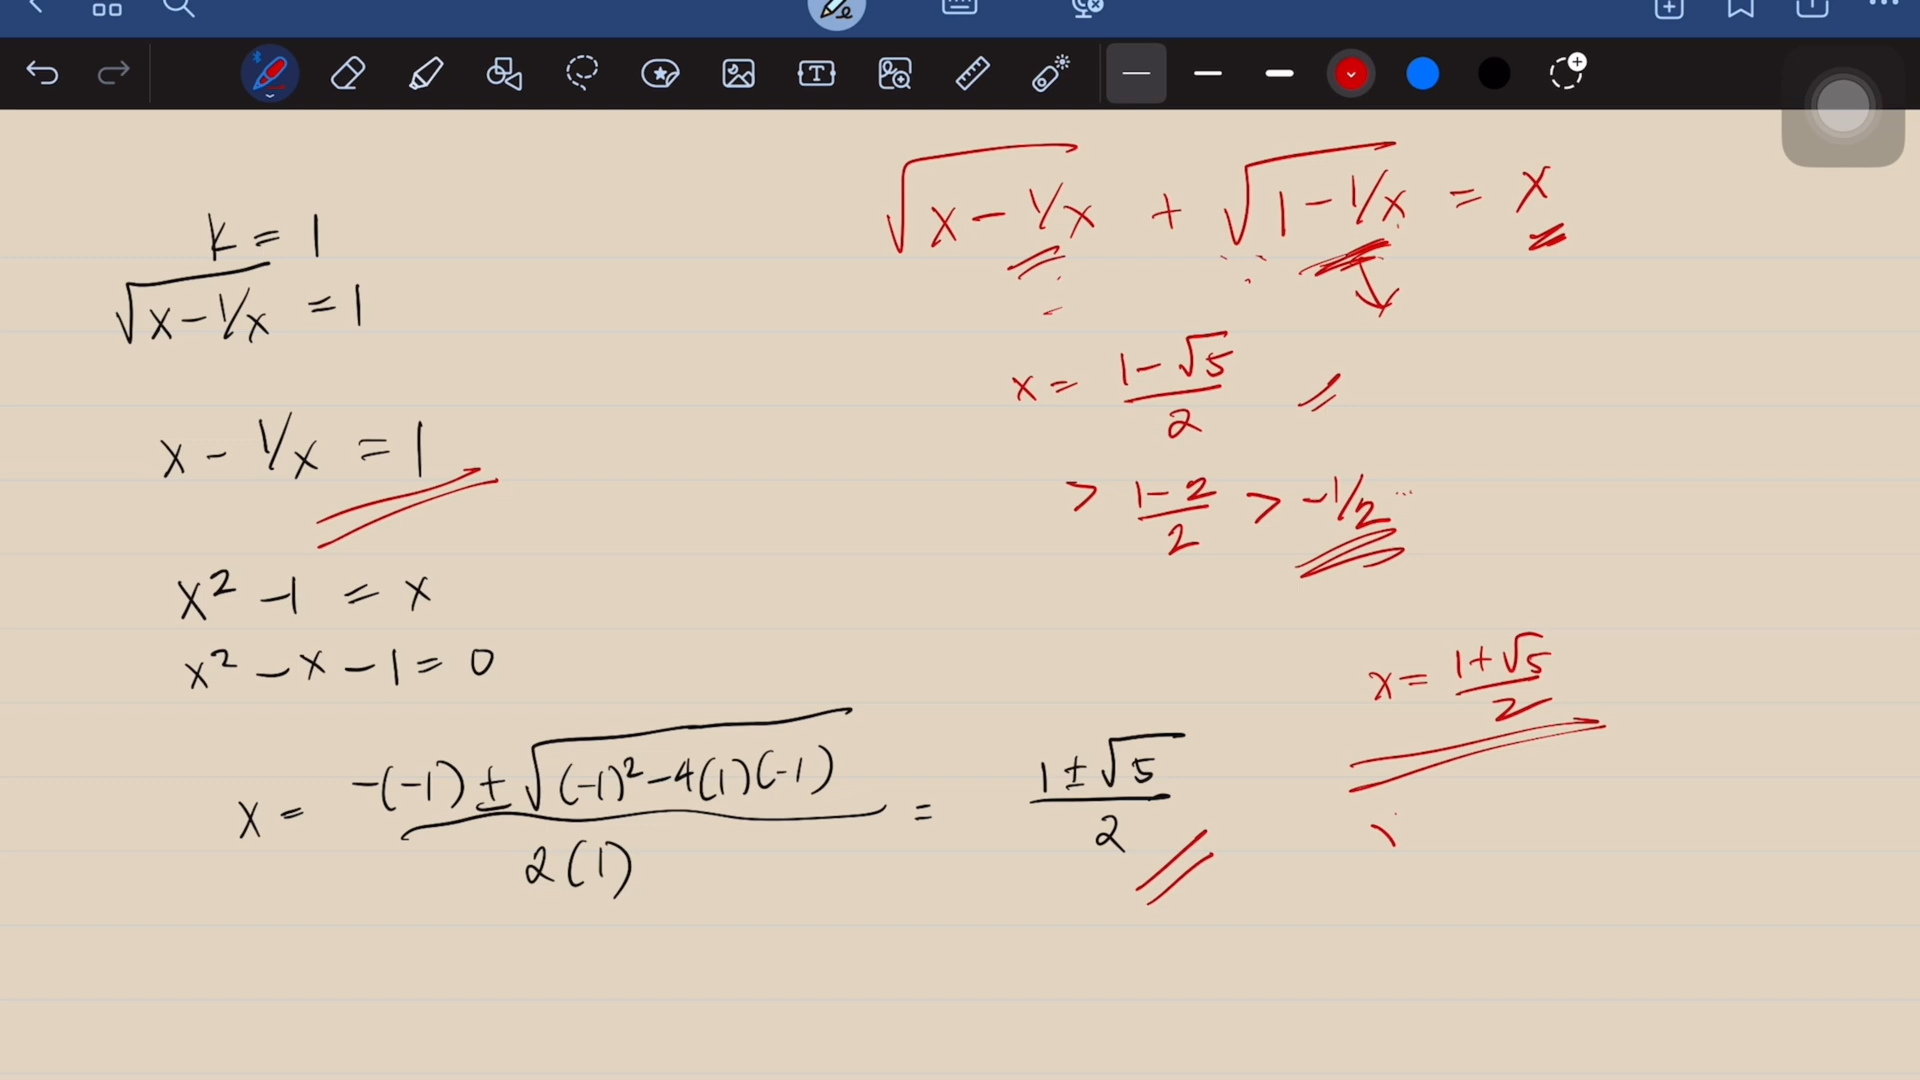 k = 1
√(x - 1/x) = 1
x - 1/x = 1
x² - 1 = x
x² - x - 1 = 0
x = (-(-1) ± √((-1)² - 4(1)(-1))) / 2(1) = (1 ± √5) / 2
√(x - 1/x) + √(1 - 1/x) = x
x = (1 - √5) / 2
> (1 - 2) / 2 > -1/2
x = (1 + √5) / 2